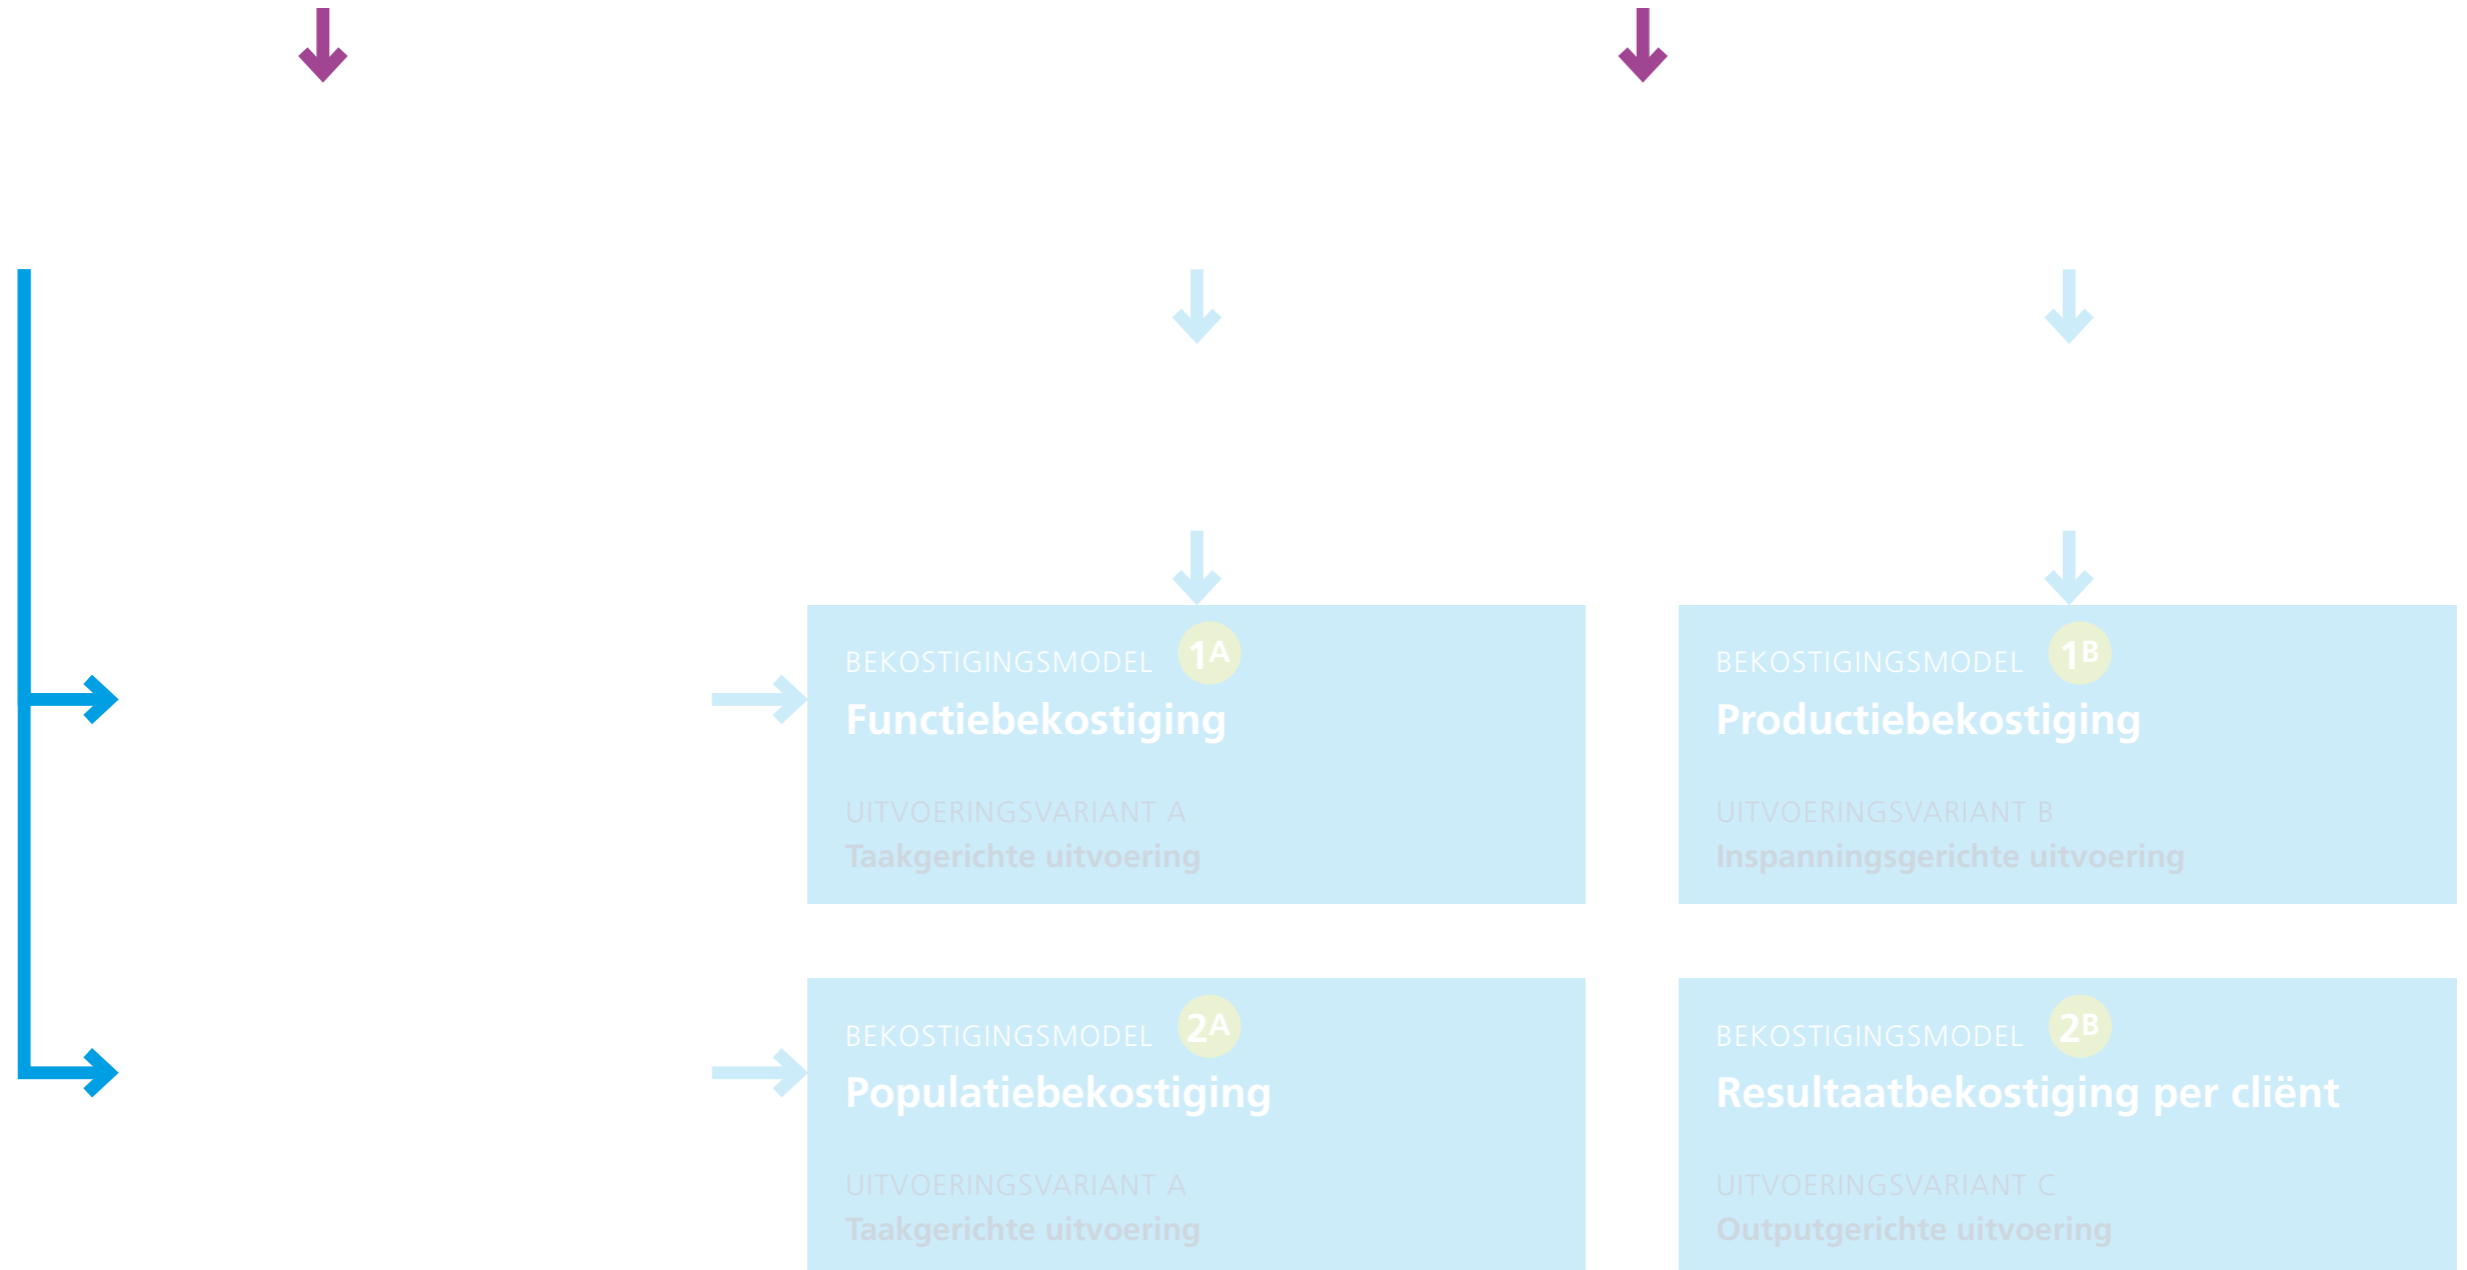 BEKOSTIGINGSMODEL 1A
Functiebekostiging
UITVOERINGSVARIANT A
Taakgerichte uitvoering
BEKOSTIGINGSMODEL 1B
Productiebekostiging
UITVOERINGSVARIANT B
Inspanningsgerichte uitvoering
BEKOSTIGINGSMODEL 2A
Populatiebekostiging
UITVOERINGSVARIANT A
Taakgerichte uitvoering
BEKOSTIGINGSMODEL 2B
Resultaatbekostiging per cliënt
UITVOERINGSVARIANT C
Outputgerichte uitvoering